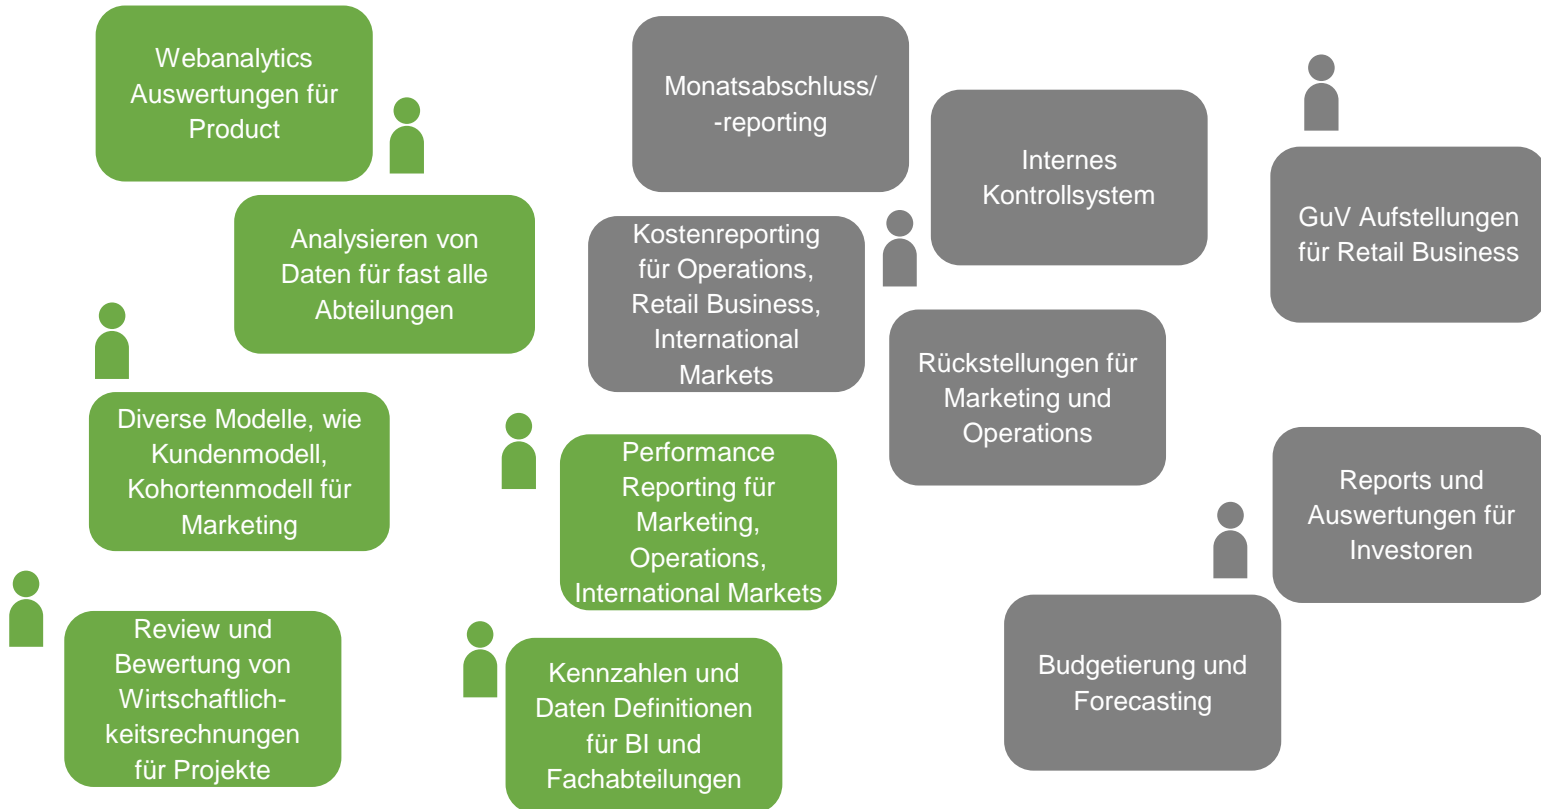 Webanalytics
Auswertungen für
Product
Analysieren von
Daten für fast alle
Abteilungen
Diverse Modelle, wie
Kundenmodell,
Kohortenmodell für
Marketing
Review und
Bewertung von
Wirtschaftlich-
keitsrechnungen
für Projekte
Performance
Reporting für
Marketing,
Operations,
International Markets
Kennzahlen und
Daten Definitionen
für BI und
Fachabteilungen
Monatsabschluss/
-reporting
Kostenreporting
für Operations,
Retail Business,
International
Markets
Internes
Kontrollsystem
Rückstellungen für
Marketing und
Operations
GuV Aufstellungen
für Retail Business
Reports und
Auswertungen für
Investoren
Budgetierung und
Forecasting